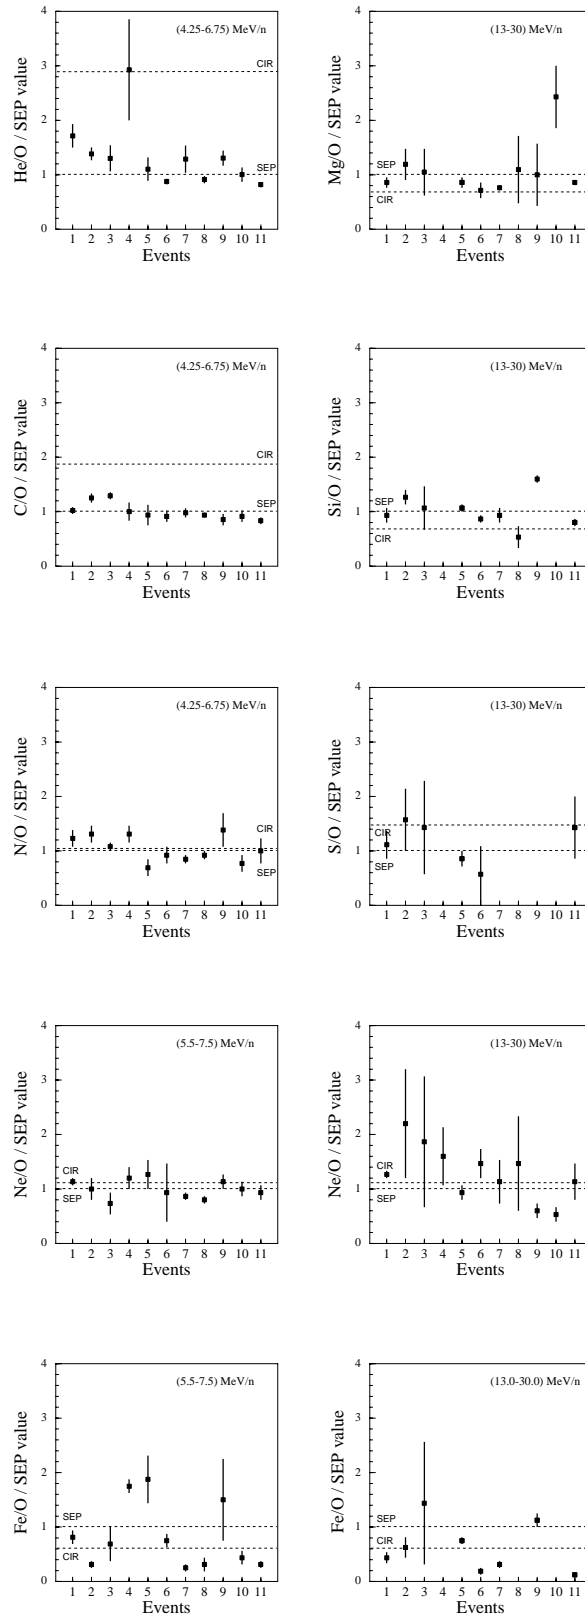 (4.25-6.75) MeV/n
He/O / SEP value
4
3
2
1
0
CIR
SEP
1 2 3 4 5 6 7 8 9 10 11
Events
(13-30) MeV/n
Mg/O / SEP value
4
3
2
1
0
SEP
CIR
1 2 3 4 5 6 7 8 9 10 11
Events
(4.25-6.75) MeV/n
C/O / SEP value
4
3
2
1
0
CIR
SEP
1 2 3 4 5 6 7 8 9 10 11
Events
(13-30) MeV/n
Si/O / SEP value
4
3
2
1
0
SEP
CIR
1 2 3 4 5 6 7 8 9 10 11
Events
(4.25-6.75) MeV/n
N/O / SEP value
4
3
2
1
0
CIR
SEP
1 2 3 4 5 6 7 8 9 10 11
Events
(13-30) MeV/n
S/O / SEP value
4
3
2
1
0
CIR
SEP
1 2 3 4 5 6 7 8 9 10 11
Events
(5.5-7.5) MeV/n
Ne/O / SEP value
4
3
2
1
0
CIR
SEP
1 2 3 4 5 6 7 8 9 10 11
Events
(13-30) MeV/n
Ne/O / SEP value
4
3
2
1
0
CIR
SEP
1 2 3 4 5 6 7 8 9 10 11
Events
(5.5-7.5) MeV/n
Fe/O / SEP value
4
3
2
1
0
SEP
CIR
1 2 3 4 5 6 7 8 9 10 11
Events
(13.0-30.0) MeV/n
Fe/O / SEP value
4
3
2
1
0
SEP
CIR
1 2 3 4 5 6 7 8 9 10 11
Events